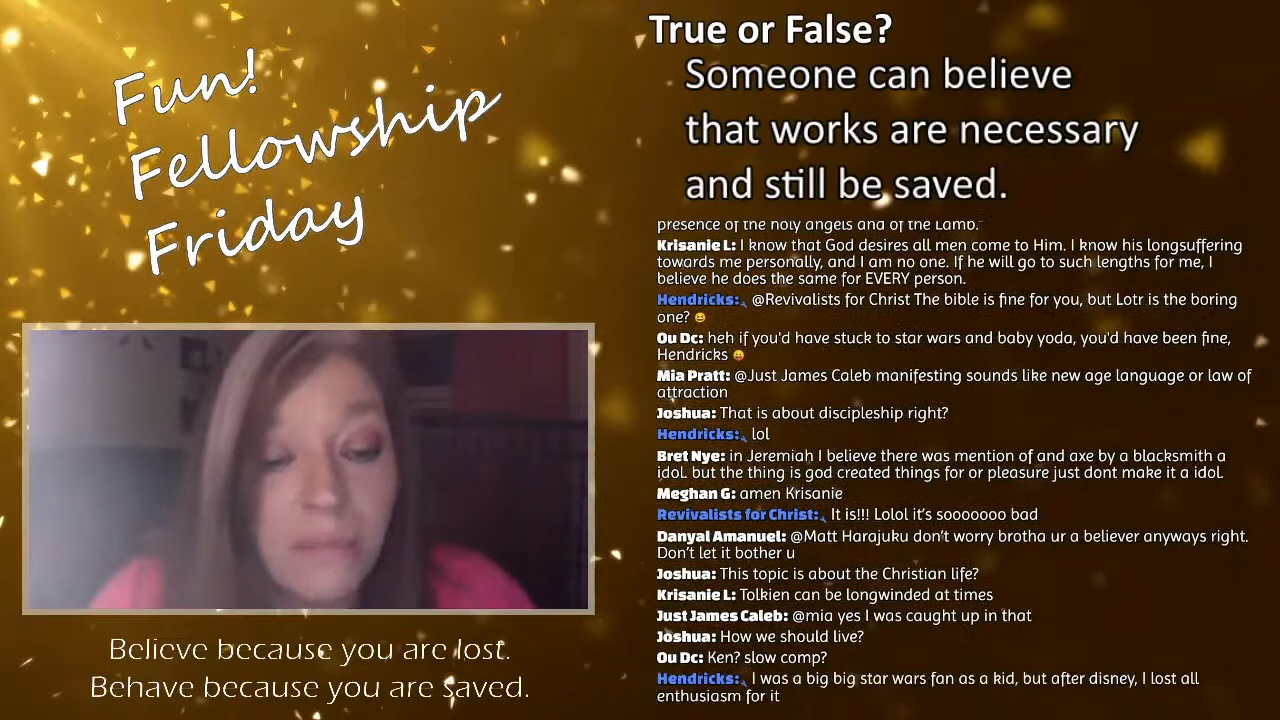 Fun!
Fellowship
Friday
True or False?
Someone can believe
that works are necessary
and still be saved.
presence of the holy angels and of the Lamb."
Krisanie L: I know that God desires all men come to Him. I know his longsuffering
towards me personally, and I am no one. If he will go to such lengths for me, I
believe he does the same for EVERY person.
Hendricks: @Revivalists for Christ The bible is fine for you, but Lotr is the boring
one? 😄
Ou Dc: heh if you'd have stuck to star wars and baby yoda, you'd have been fine,
Hendricks 😛
Mia Pratt: @Just James Caleb manifesting sounds like new age language or law of
attraction
Joshua: That is about discipleship right?
Hendricks: lol
Bret Nye: in Jeremiah I believe there was mention of and axe by a blacksmith a
idol. but the thing is god created things for or pleasure just dont make it a idol.
Meghan G: amen Krisanie
Revivalists for Christ: It is!!! Lolol it's sooooooo bad
Danyal Amanuel: @Matt Harajuku don't worry brotha ur a believer anyways right.
Don't let it bother u
Joshua: This topic is about the Christian life?
Krisanie L: Tolkien can be longwinded at times
Just James Caleb: @mia yes I was caught up in that
Joshua: How we should live?
Ou Dc: Ken? slow comp?
Hendricks: I was a big big star wars fan as a kid, but after disney, I lost all
enthusiasm for it
Believe because you are lost.
Behave because you are saved.